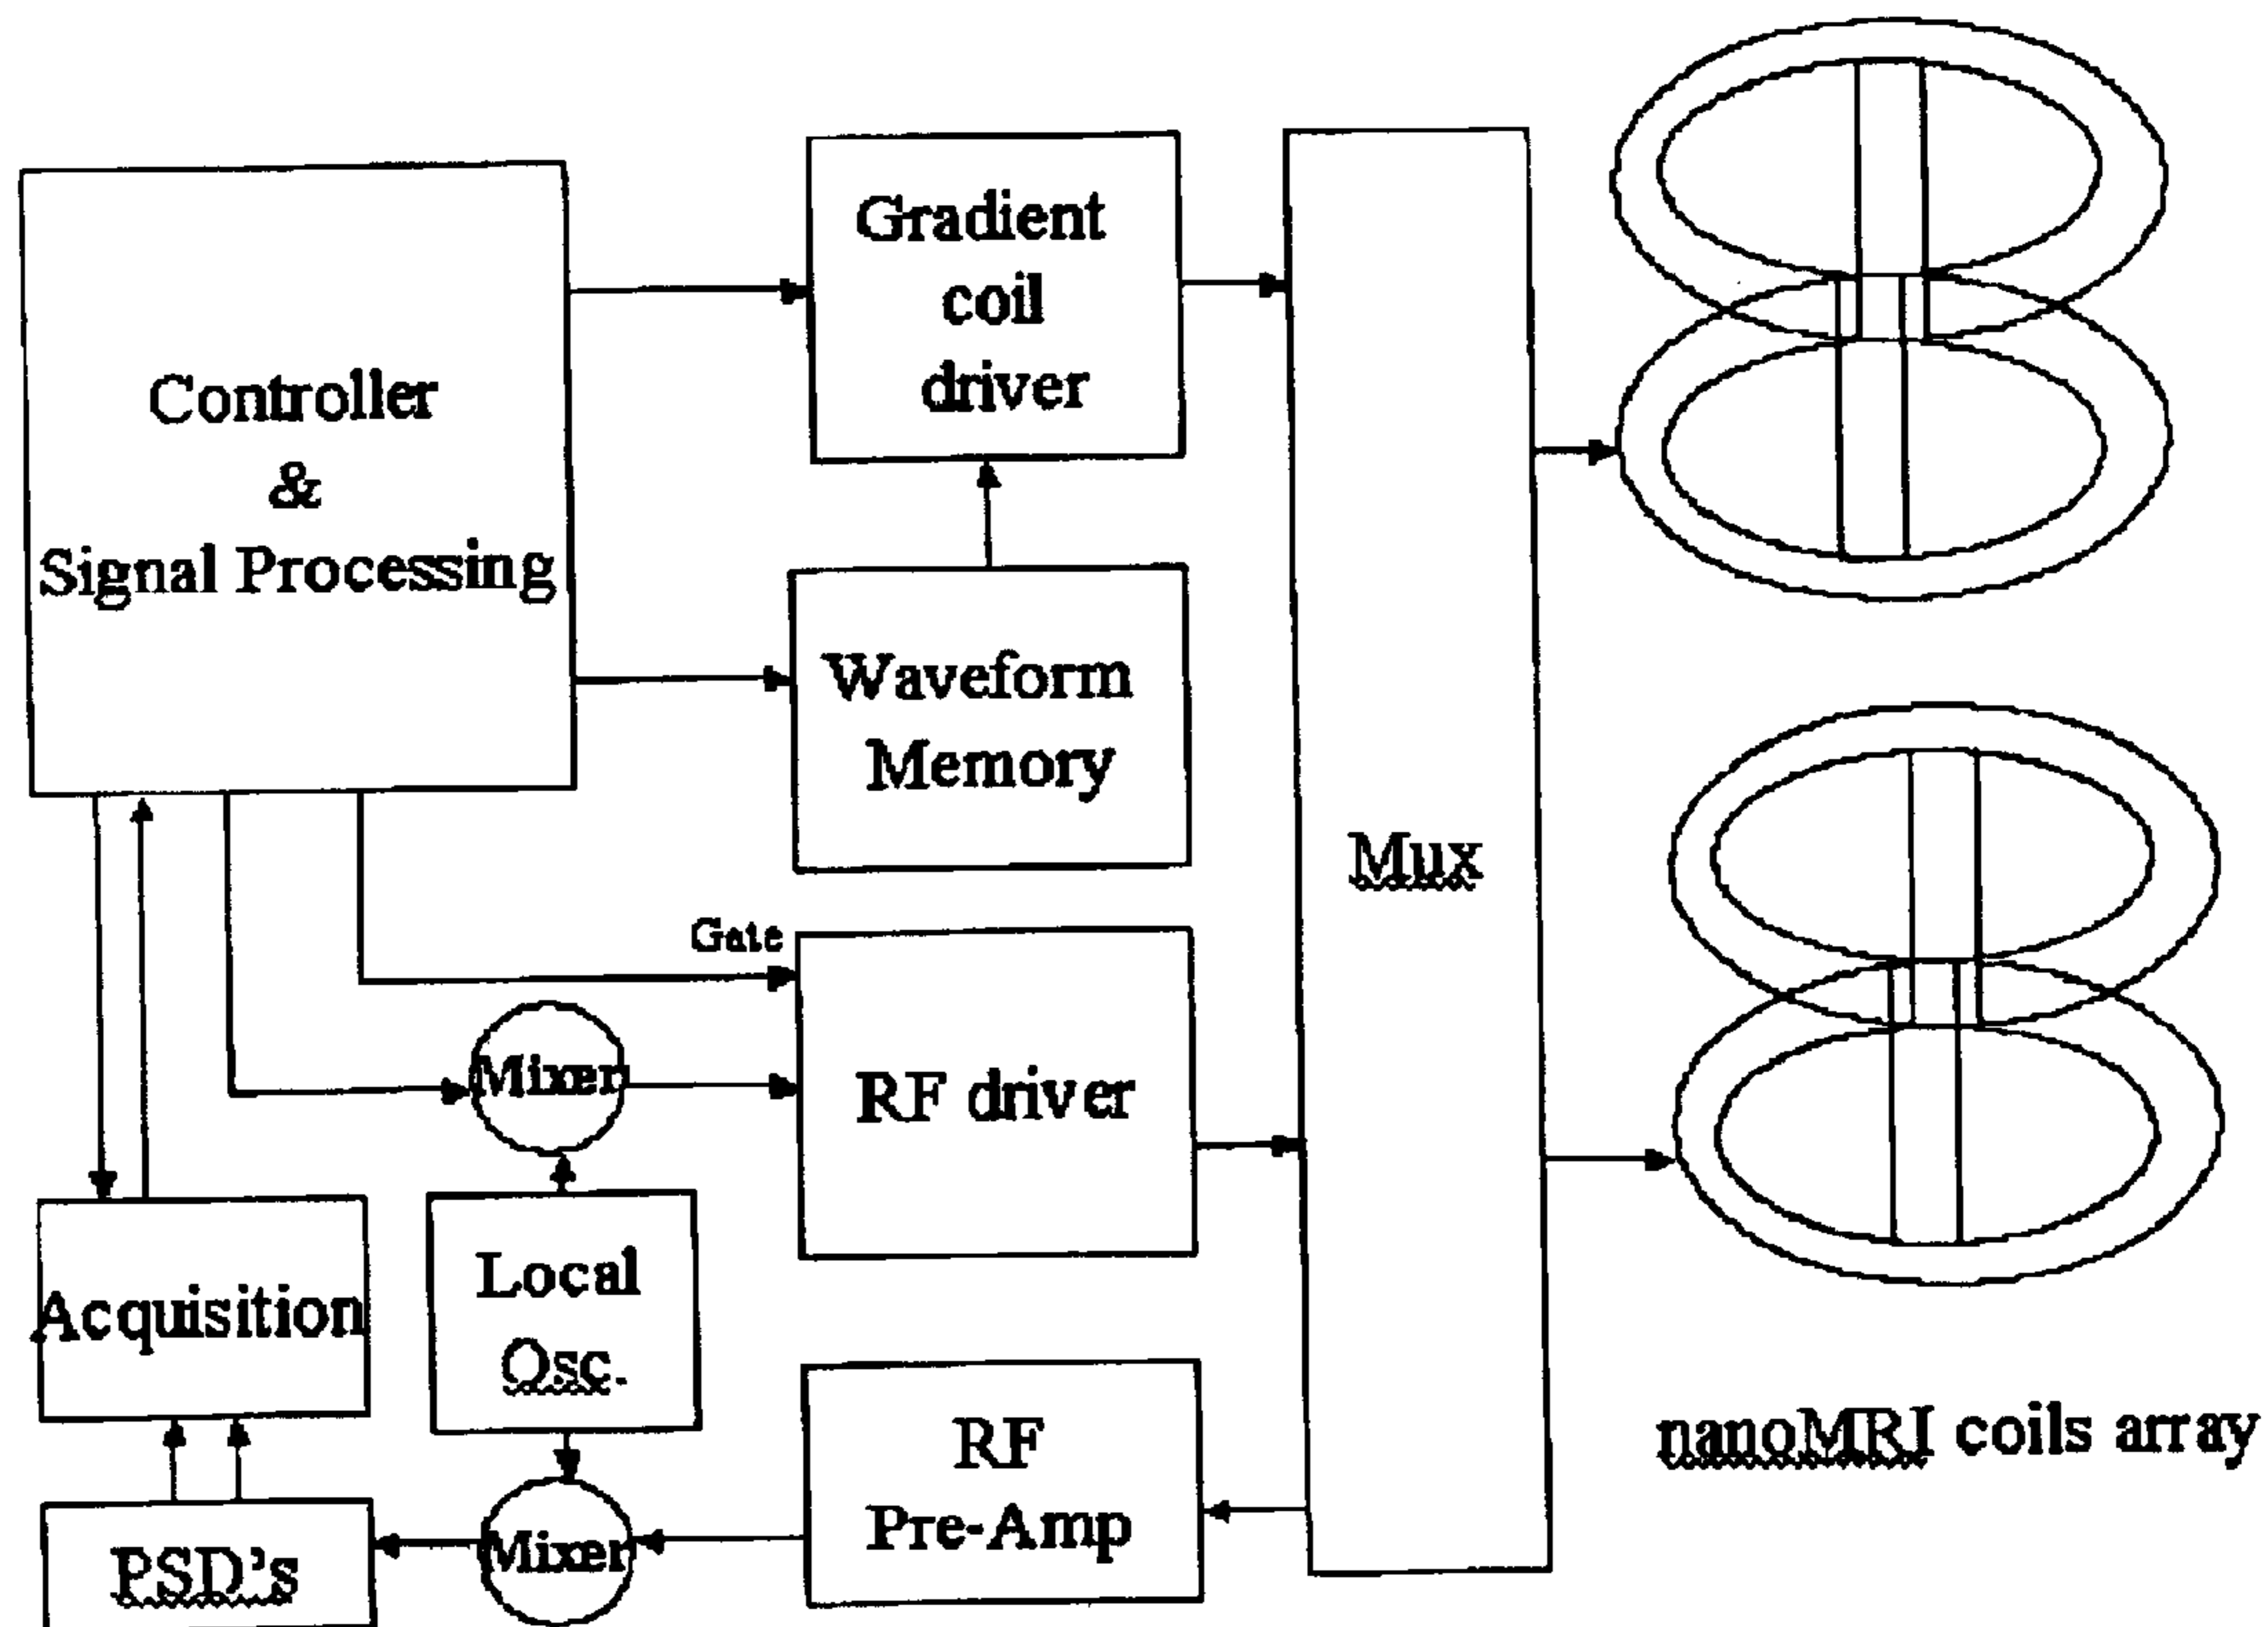 Controller
&
Signal Processing
Gradient
coil
driver
Waveform
Memory
Mux
Gate
Mixer
RF driver
Acquisition
Local
Osc.
RF
Pre-Amp
Mixer
PSD's
nanoMRI coils array